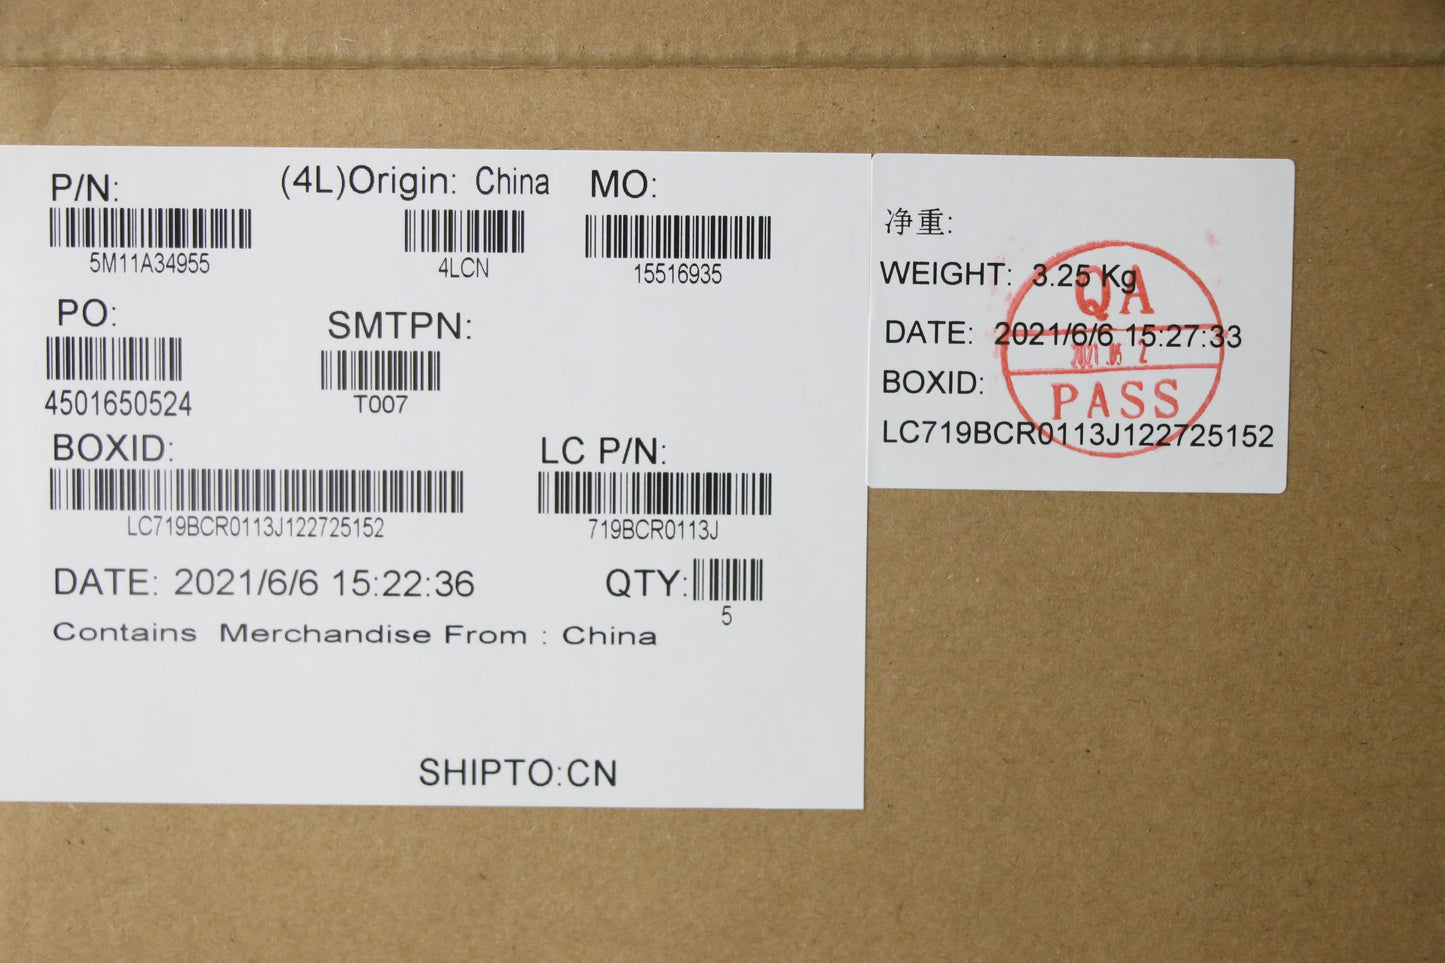 P/N:
(4L)Origin: China
MO:
5M11A34955
4LCN
15516935
PO:
SMTPN:
4501650524
T007
BOXID:
LC P/N:
LC719BCR0113J122725152
719BCR0113J
DATE: 2021/6/6 15:22:36
QTY:
5
Contains Merchandise From : China
SHIPTO:CN
净重:
WEIGHT: 3.25 Kg
DATE: 2021/6/6 15:27:33
BOXID:
LC719BCR0113J122725152
QA
PASS